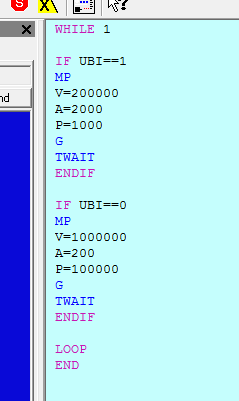 S X\ ?
nd
WHILE 1
IF UBI==1
MP
V=200000
A=2000
P=1000
G
TWAIT
ENDIF
IF UBI==0
MP
V=1000000
A=200
P=100000
G
TWAIT
ENDIF
LOOP
END